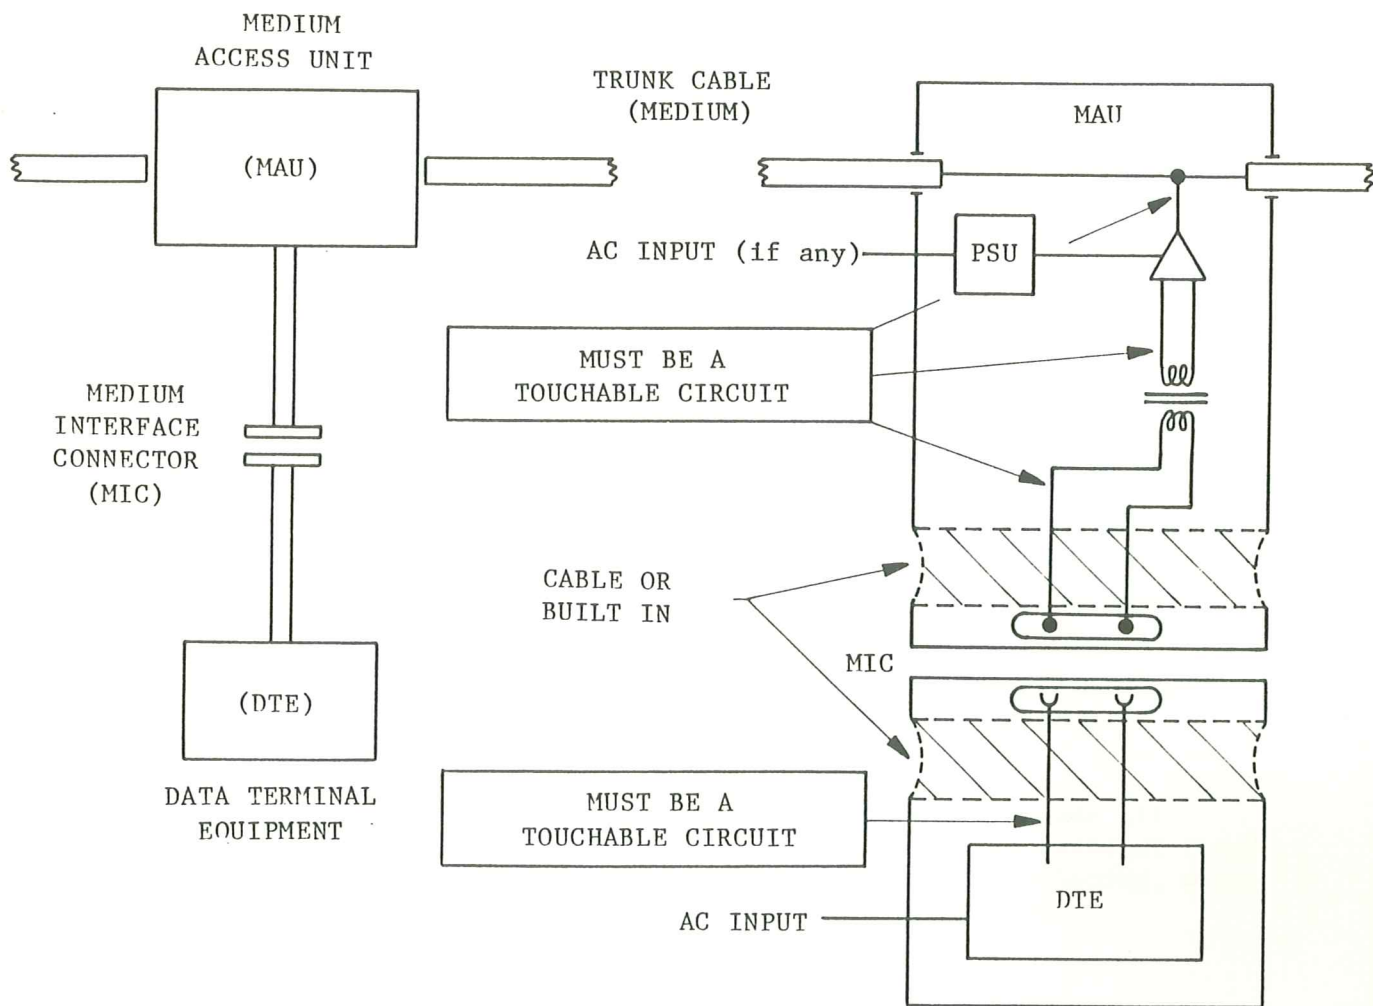 MEDIUM
ACCESS UNIT
(MAU)
TRUNK CABLE
(MEDIUM)
MAU
AC INPUT (if any)
PSU
MUST BE A
TOUCHABLE CIRCUIT
MEDIUM
INTERFACE
CONNECTOR
(MIC)
CABLE OR
BUILT IN
MIC
(DTE)
DATA TERMINAL
EQUIPMENT
MUST BE A
TOUCHABLE CIRCUIT
DTE
AC INPUT